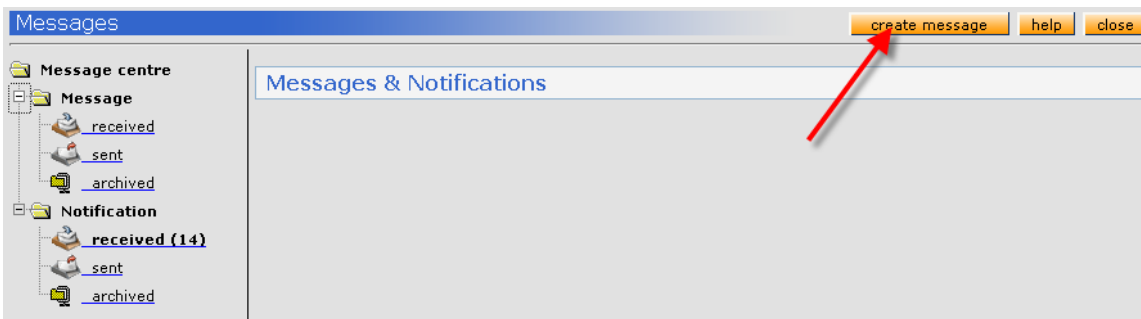 Messages
create message help close
Message centre
Messages & Notifications
Message
received
sent
archived
Notification
received (14)
sent
archived